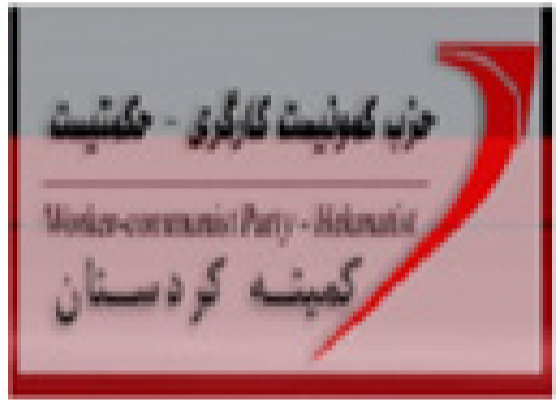 حزب کمونیست کارگری - حکمتیست
Worker-communist Party - Hekmatist
کمیته کردستان